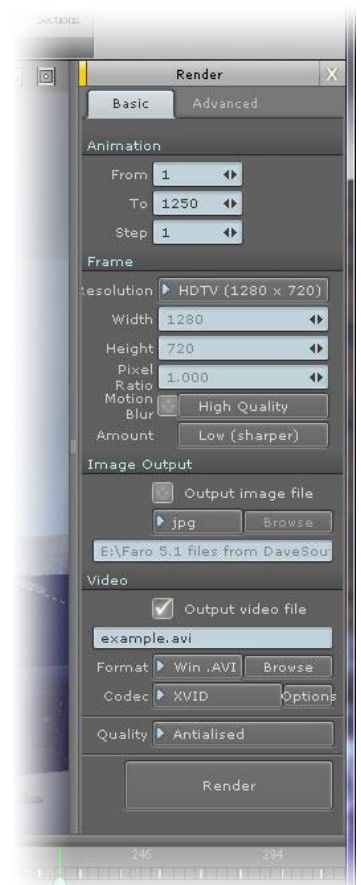 Sections
Render X
Basic Advanced
Animation
From 1
To 1250
Step 1
Frame
Resolution HDTV (1280 x 720)
Width 1280
Height 720
Pixel
Ratio 1.000
Motion
Blur High Quality
Amount Low (sharper)
Image Output
Output image file
jpg Browse
E:\Faro 5.1 files from DaveSou
Video
Output video file
example.avi
Format Win .AVI Browse
Codec XVID Options
Quality Antialised
Render
245 294